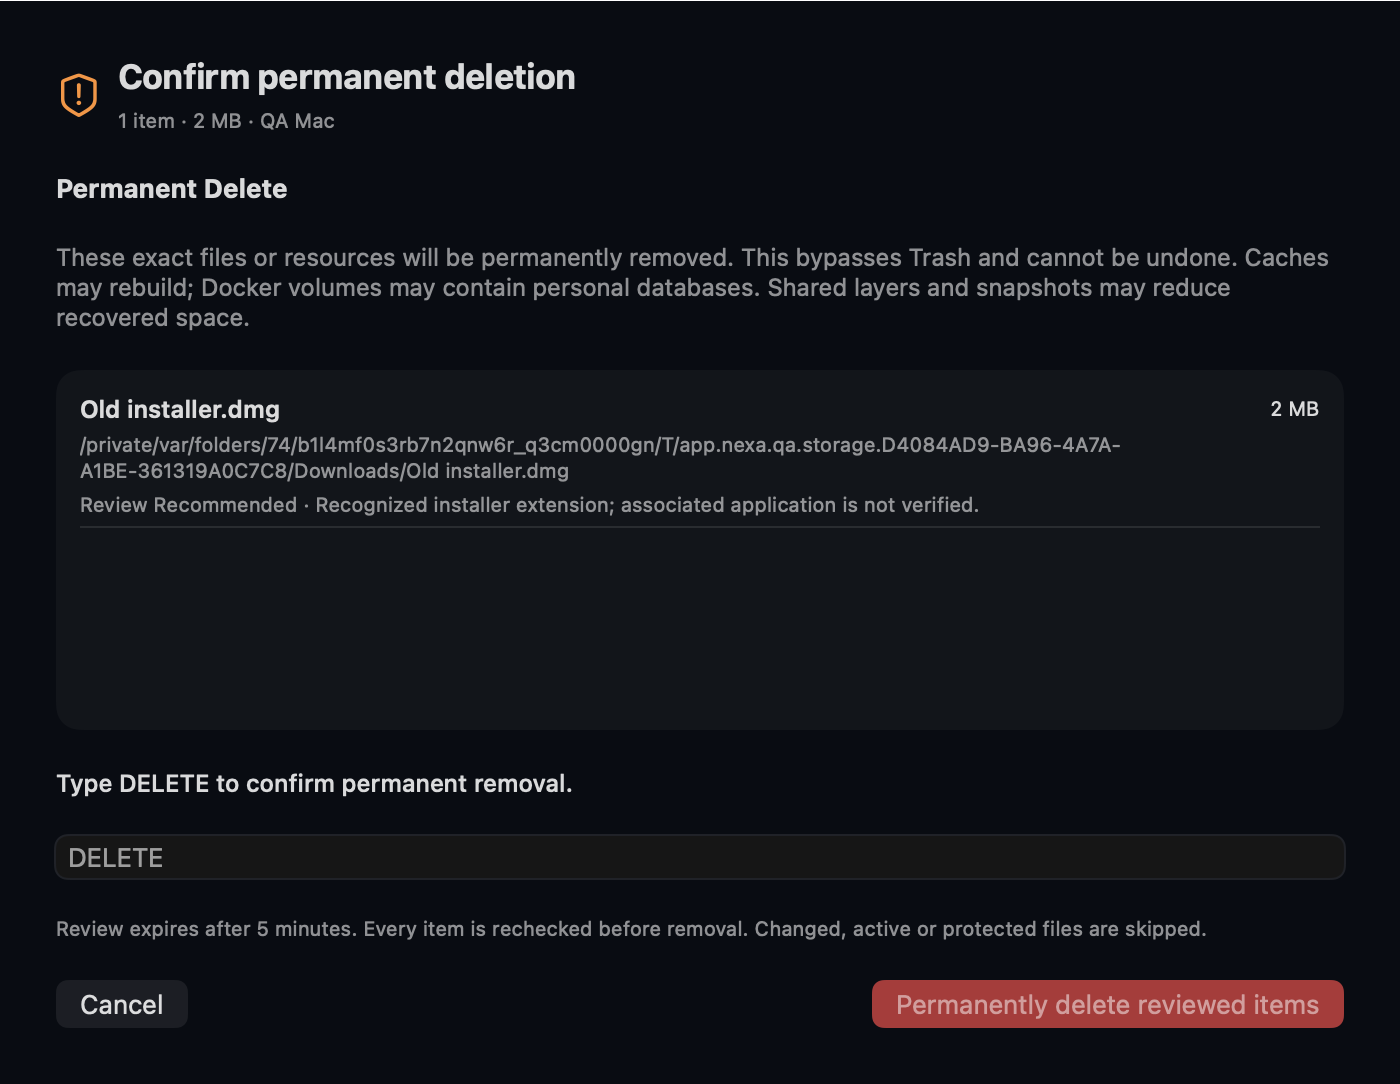 Confirm permanent deletion
1 item · 2 MB · QA Mac
Permanent Delete
These exact files or resources will be permanently removed. This bypasses Trash and cannot be undone. Caches
may rebuild; Docker volumes may contain personal databases. Shared layers and snapshots may reduce
recovered space.
Old installer.dmg
2 MB
/private/var/folders/74/b1l4mf0s3rb7n2qnw6r_q3cm0000gn/T/app.nexa.qa.storage.D4084AD9-BA96-4A7A-
A1BE-361319A0C7C8/Downloads/Old installer.dmg
Review Recommended · Recognized installer extension; associated application is not verified.
Type DELETE to confirm permanent removal.
DELETE
Review expires after 5 minutes. Every item is rechecked before removal. Changed, active or protected files are skipped.
Cancel
Permanently delete reviewed items